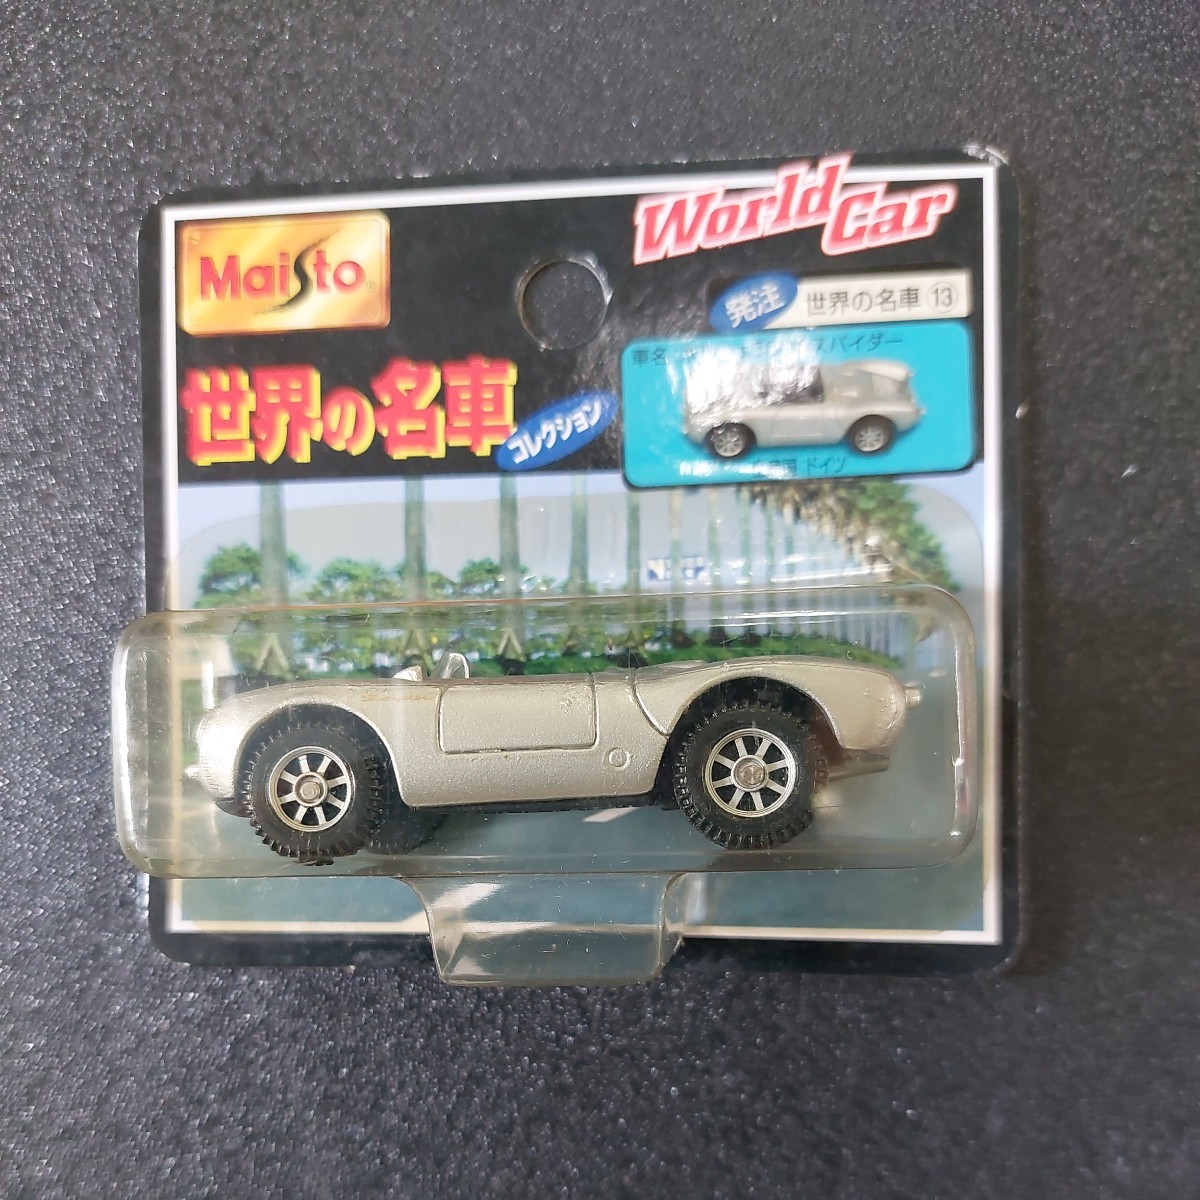 Maisto
World Car
発注 世界の名車 ⑬
世界の名車
コレクション
車名 スパイダー
ドイツ